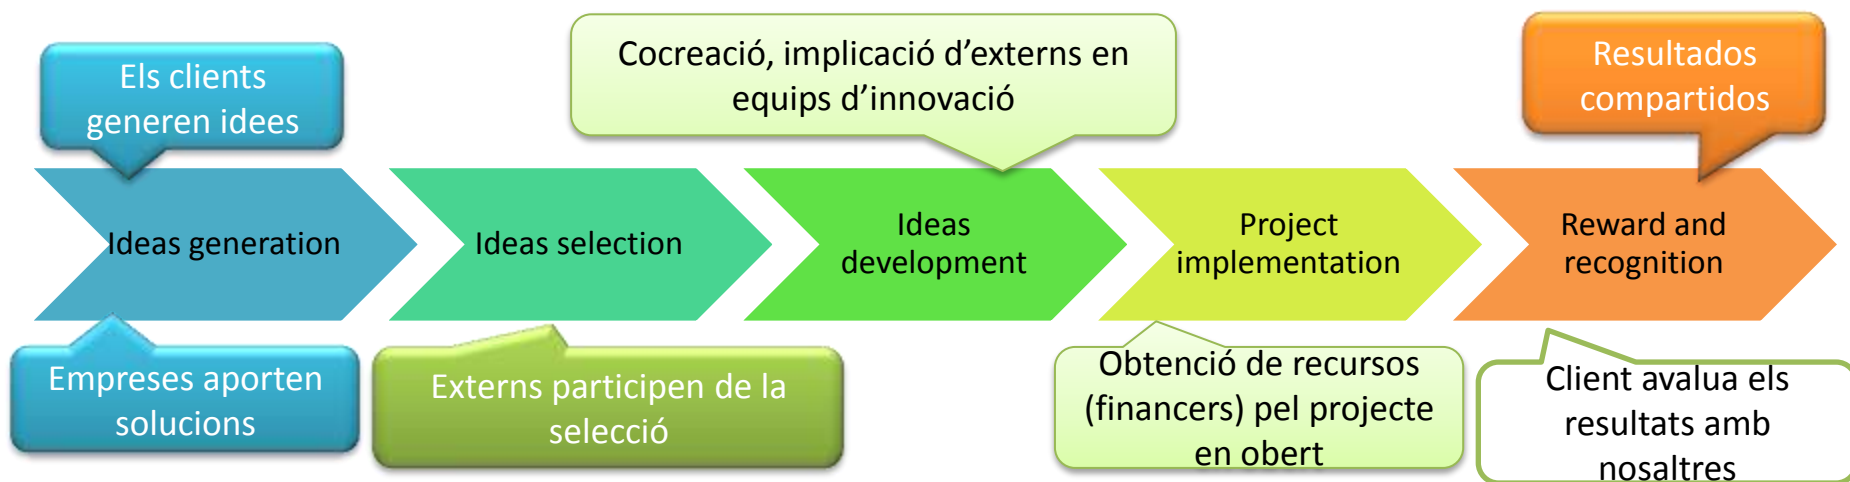 Els clients
generen idees
Cocreació, implicació d’externs en
equips d’innovació
Resultados
compartidos
Ideas generation
Ideas selection
Ideas
development
Project
implementation
Reward and
recognition
Empreses aporten
solucions
Externs participen de la
selecció
Obtenció de recursos
(financers) pel projecte
en obert
Client avalua els
resultats amb
nosaltres